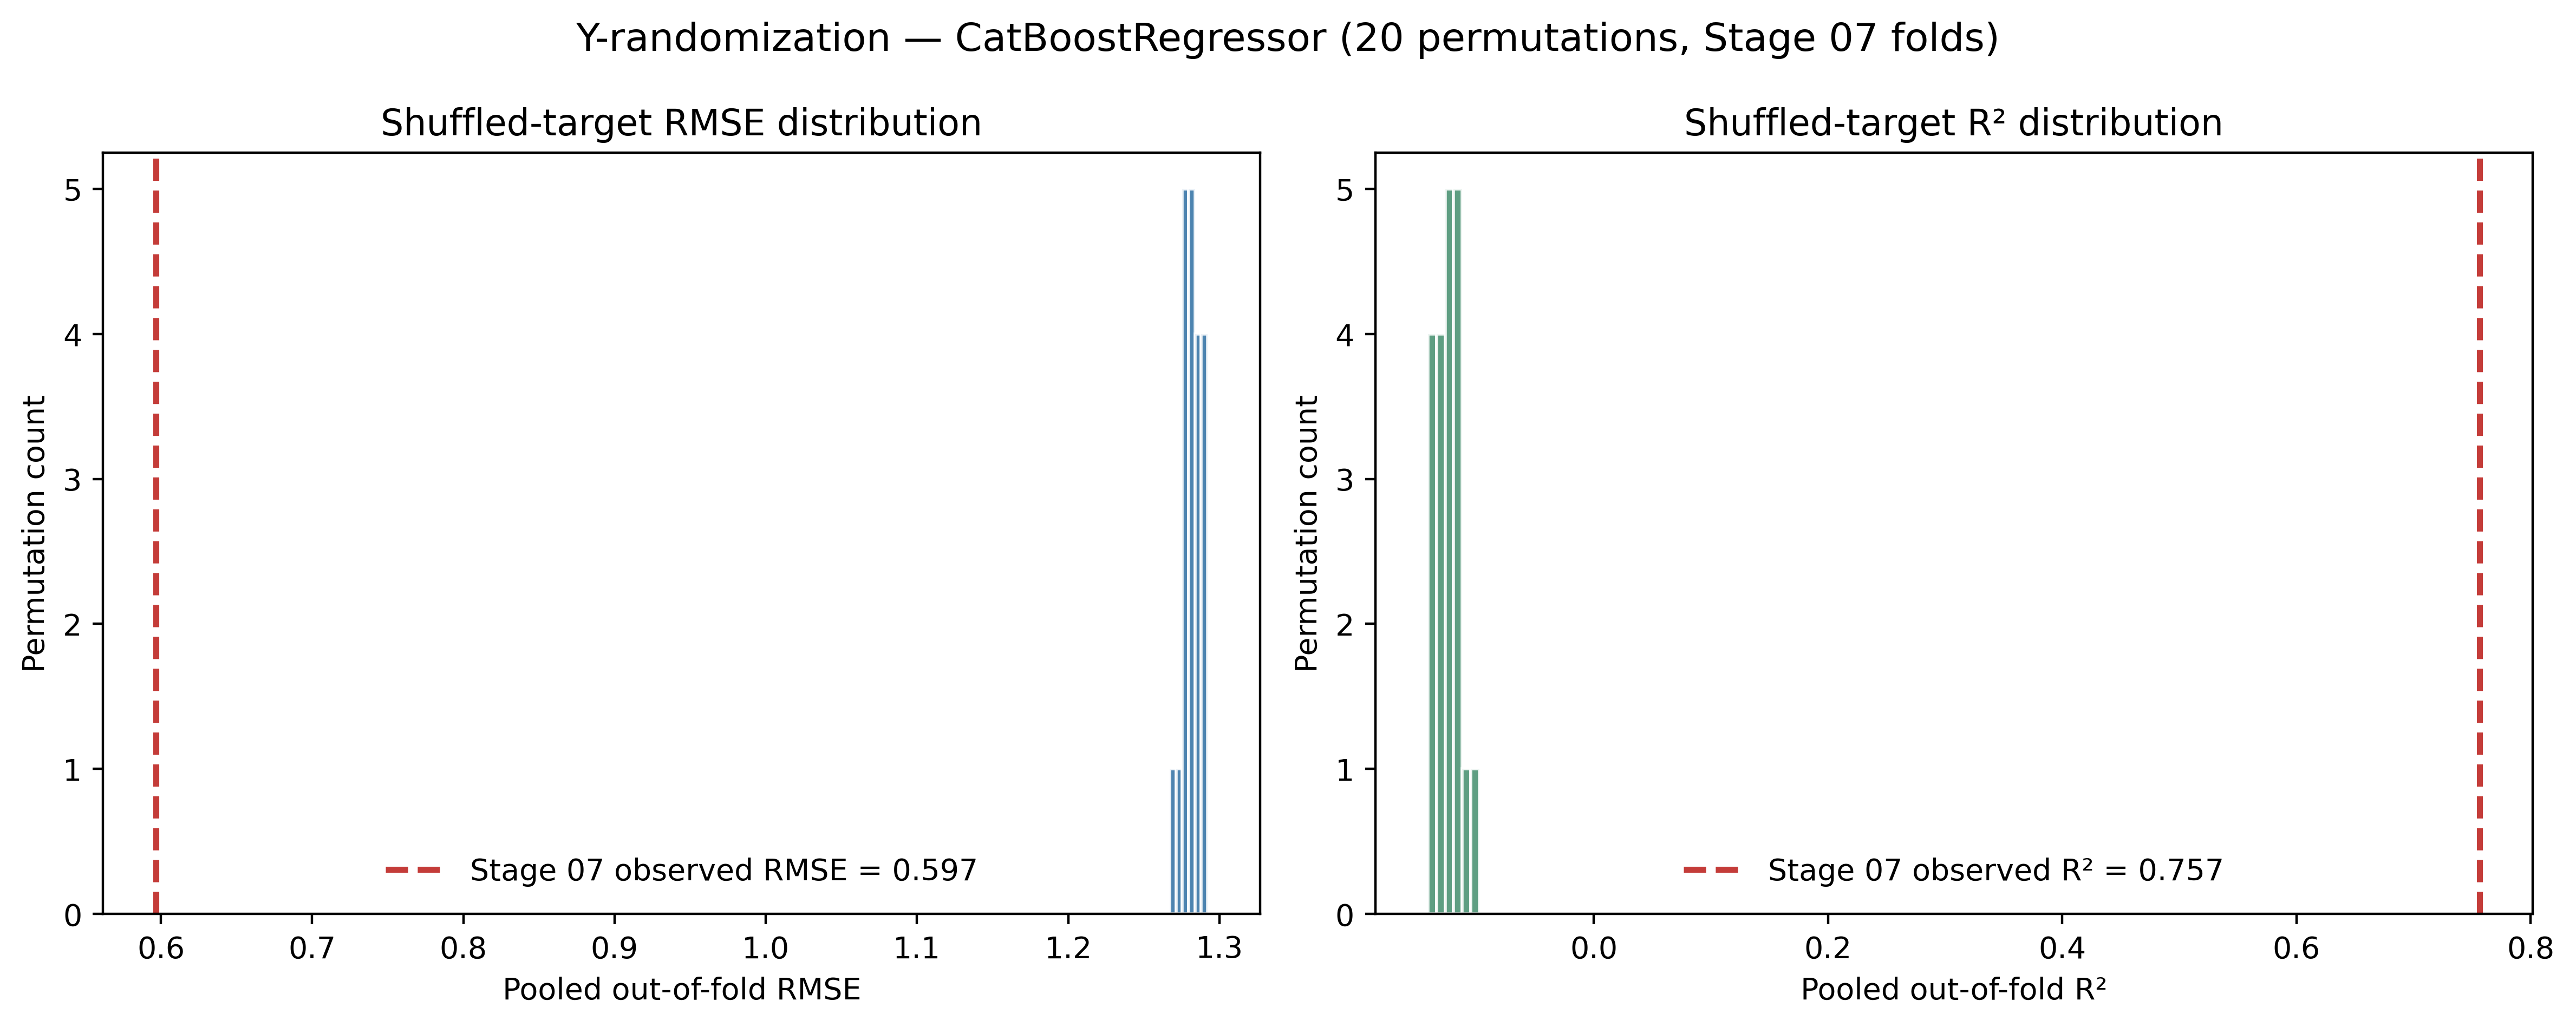 Y-randomization — CatBoostRegressor (20 permutations, Stage 07 folds)
Shuffled-target RMSE distribution
Permutation count
5
4
3
2
1
0
Stage 07 observed RMSE = 0.597
0.6 0.7 0.8 0.9 1.0 1.1 1.2 1.3
Pooled out-of-fold RMSE
Shuffled-target R² distribution
Permutation count
5
4
3
2
1
0
Stage 07 observed R² = 0.757
0.0 0.2 0.4 0.6 0.8
Pooled out-of-fold R²